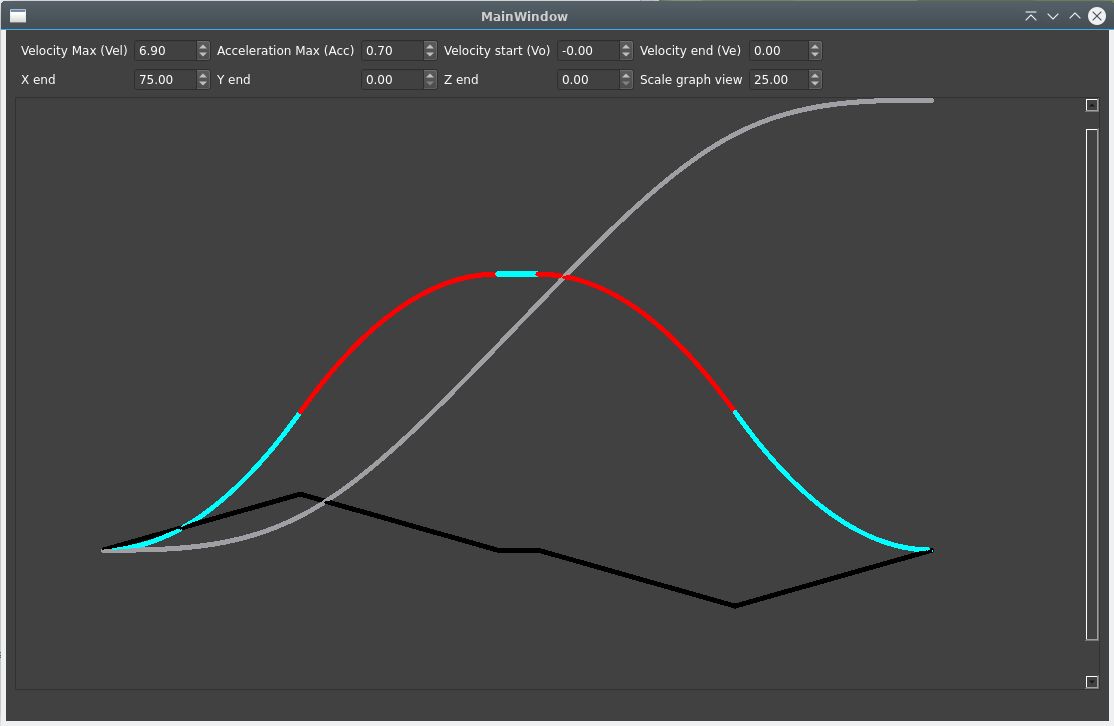 MainWindow
Velocity Max (Vel) 6.90 Acceleration Max (Acc) 0.70 Velocity start (Vo) -0.00 Velocity end (Ve) 0.00
X end 75.00 Y end 0.00 Z end 0.00 Scale graph view 25.00